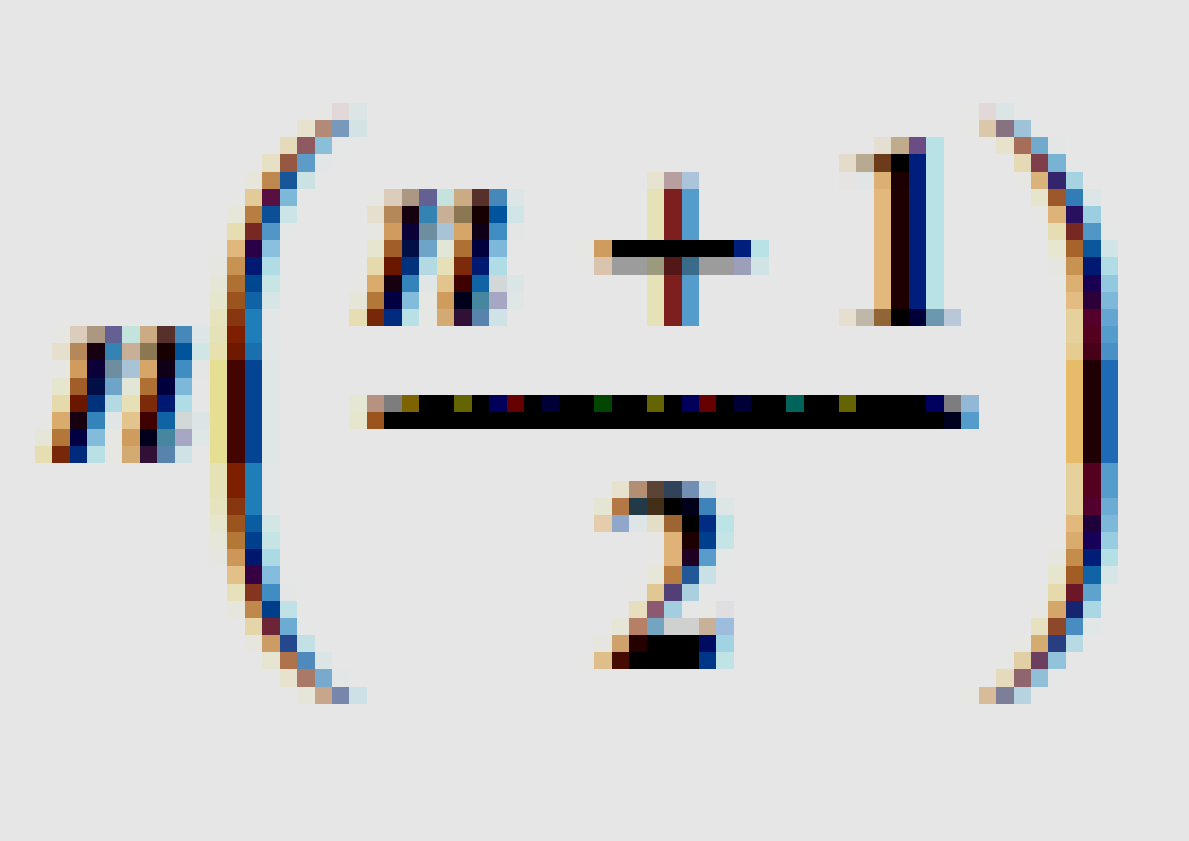 n(n + 1 / 2)